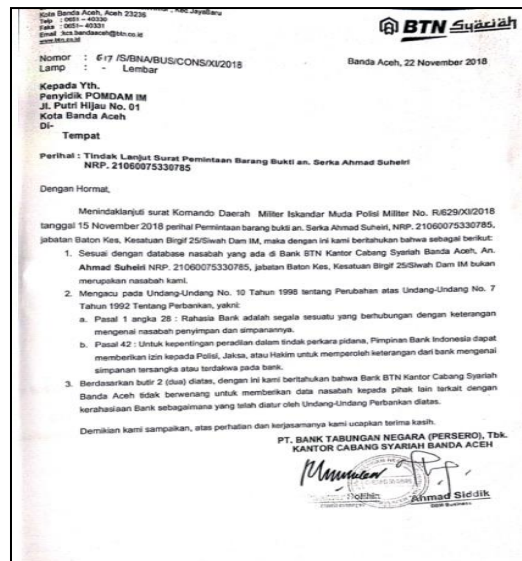 Kec.Jayabaru
Kota Banda Aceh, Aceh 23236
Telp : 0651 – 40330
Faks : 0651– 40331
Email :bcs.bandaaceh@btn.co.id
www.btn.co.id
BTN Syariah
Nomor : 617 /S/BNA/BUS/CONS/XI/2018
Banda Aceh, 22 November 2018
Lamp : - Lembar
Kepada Yth.
Penyidik POMDAM IM
Jl. Putri Hijau No. 01
Kota Banda Aceh
Di-
Tempat
Perihal : Tindak Lanjut Surat Pemintaan Barang Bukti an. Serka Ahmad Suheiri
NRP. 21060075330785
Dengan Hormat,
Menindaklanjuti surat Komando Daerah Militer Iskandar Muda Polisi Militer No. R/629/XI/2018
tanggal 15 November 2018 perihal Permintaan barang bukti an. Serka Ahmad Suheiri, NRP. 21060075330785,
jabatan Baton Kes, Kesatuan Birgif 25/Siwah Dam IM, maka dengan ini kami beritahukan bahwa sebagai berikut:
1. Sesuai dengan database nasabah yang ada di Bank BTN Kantor Cabang Syariah Banda Aceh, An.
Ahmad Suheiri NRP. 21060075330785, jabatan Baton Kes, Kesatuan Birgif 25/Siwah Dam IM bukan
merupakan nasabah kami.
2. Mengacu pada Undang-Undang No. 10 Tahun 1998 tentang Perubahan atas Undang-Undang No. 7
Tahun 1992 Tentang Perbankan, yakni:
a. Pasal 1 angka 28 : Rahasia Bank adalah segala sesuatu yang berhubungan dengan keterangan
mengenai nasabah penyimpan dan simpanannya.
b. Pasal 42 : Untuk kepentingan peradilan dalam tindak perkara pidana, Pimpinan Bank Indonesia dapat
memberikan izin kepada Polisi, Jaksa, atau Hakim untuk memperoleh keterangan dari bank mengenai
simpanan tersangka atau terdakwa pada bank.
3. Berdasarkan butir 2 (dua) diatas, dengan ini kami beritahukan bahwa Bank BTN Kantor Cabang Syariah
Banda Aceh tidak berwenang untuk memberikan data nasabah kepada pihak lain terkait dengan
kerahasiaan Bank sebagaimana yang telah diatur oleh Undang-Undang Perbankan diatas.
Demikian kami sampaikan, atas perhatian dan kerjasamanya kami ucapkan terima kasih.
PT. BANK TABUNGAN NEGARA (PERSERO), Tbk.
KANTOR CABANG SYARIAH BANDA ACEH
Ahmad Siddik